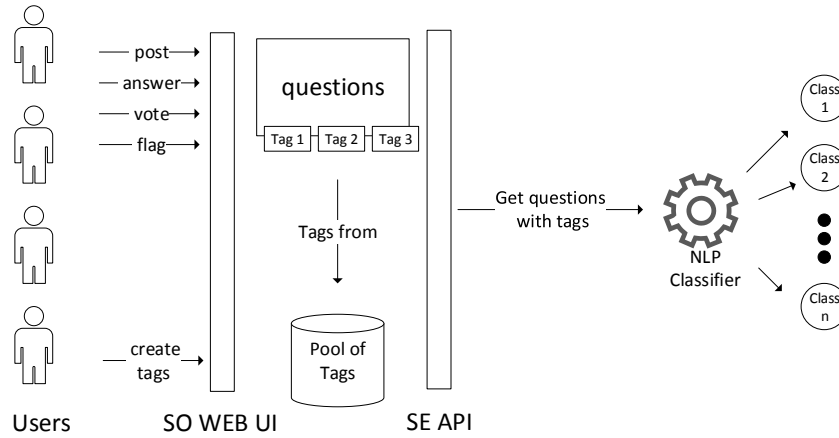 post
answer
vote
flag
questions
Tag 1 Tag 2 Tag 3
Tags from
Pool of
Tags
create
tags
Get questions
with tags
NLP
Classifier
Class
1
Class
2
Class
n
Users SO WEB UI SE API